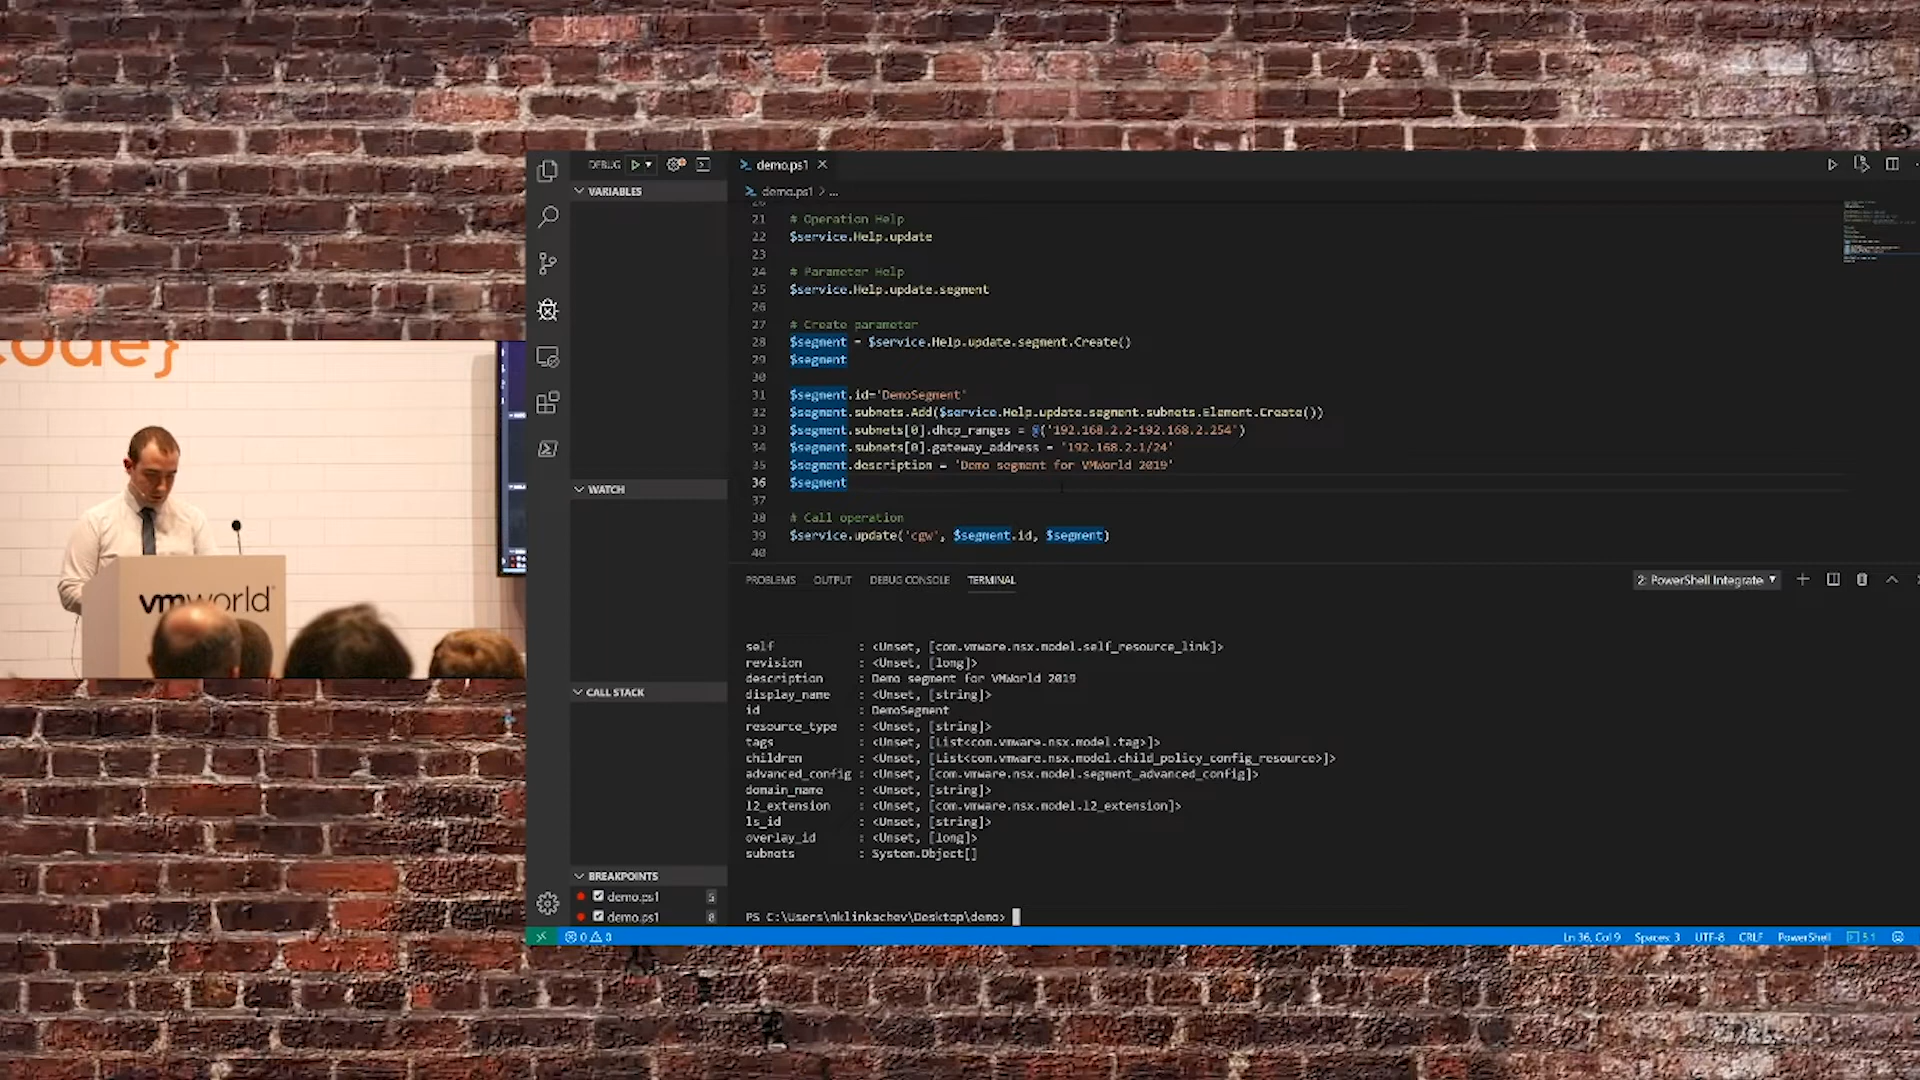 Code}
vmworld
DEBUG
demo.ps1
demo.ps1 > ...
VARIABLES
WATCH
CALL STACK
BREAKPOINTS
demo.ps1 5
demo.ps1 8
20
21 # Operation Help
22 $service.Help.update
23
24 # Parameter Help
25 $service.Help.update.segment
26
27 # Create parameter
28 $segment = $service.Help.update.segment.Create()
29 $segment
30
31 $segment.id='DemoSegment'
32 $segment.subnets.Add($service.Help.update.segment.subnets.Element.Create())
33 $segment.subnets[0].dhcp_ranges = @('192.168.2.2-192.168.2.254')
34 $segment.subnets[0].gateway_address = '192.168.2.1/24'
35 $segment.description = 'Demo segment for VMWorld 2019'
36 $segment
37
38 # Call operation
39 $service.update('cgw', $segment.id, $segment)
40
PROBLEMS OUTPUT DEBUG CONSOLE TERMINAL 2: PowerShell Integrate
self : <Unset, [com.vmware.nsx.model.self_resource_link]>
revision : <Unset, [long]>
description : Demo segment for VMWorld 2019
display_name : <Unset, [string]>
id : DemoSegment
resource_type : <Unset, [string]>
tags : <Unset, [List<com.vmware.nsx.model.tag>]>
children : <Unset, [List<com.vmware.nsx.model.child_policy_config_resource>]>
advanced_config : <Unset, [com.vmware.nsx.model.segment_advanced_config]>
domain_name : <Unset, [string]>
l2_extension : <Unset, [com.vmware.nsx.model.l2_extension]>
ls_id : <Unset, [string]>
overlay_id : <Unset, [long]>
subnets : System.Object[]
PS C:\Users\nklinkachev\Desktop\demo>
0 0 Ln 36, Col 9 Spaces: 3 UTF-8 CRLF PowerShell 5.1